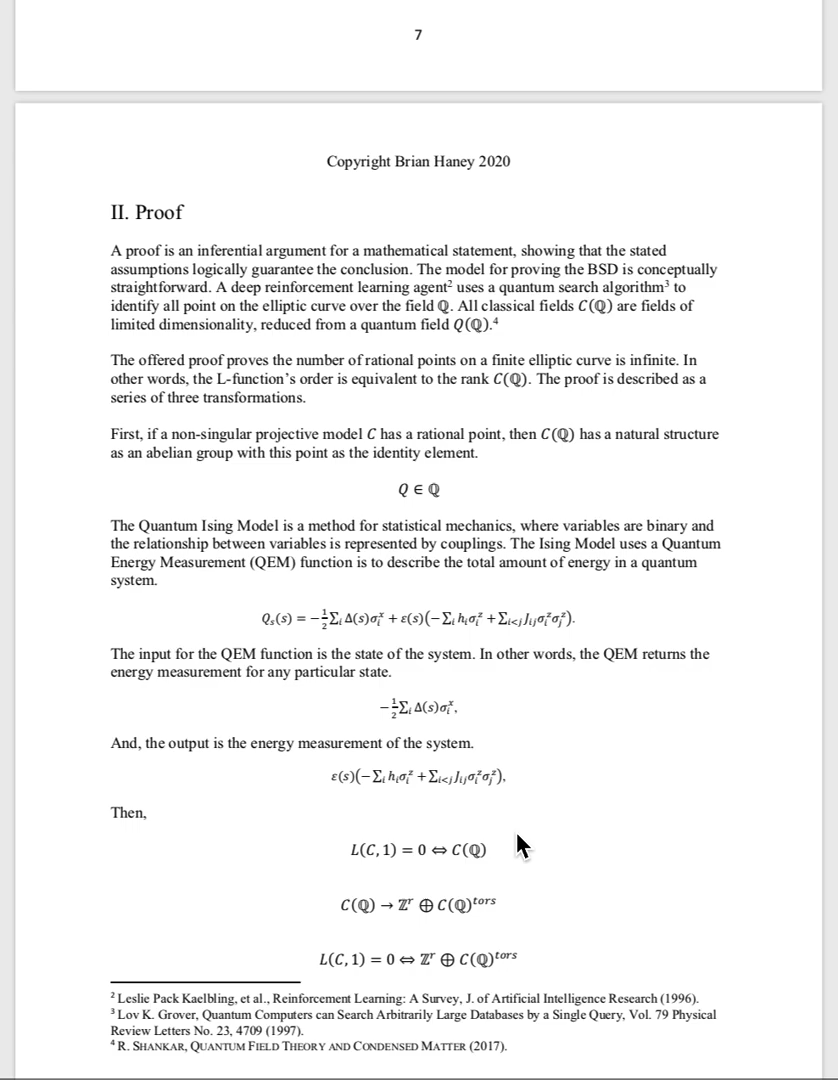 7
Copyright Brian Haney 2020
II. Proof
A proof is an inferential argument for a mathematical statement, showing that the stated
assumptions logically guarantee the conclusion. The model for proving the BSD is conceptually
straightforward. A deep reinforcement learning agent² uses a quantum search algorithm³ to
identify all point on the elliptic curve over the field ℚ. All classical fields C(ℚ) are fields of
limited dimensionality, reduced from a quantum field Q(ℚ).⁴
The offered proof proves the number of rational points on a finite elliptic curve is infinite. In
other words, the L-function’s order is equivalent to the rank C(ℚ). The proof is described as a
series of three transformations.
First, if a non-singular projective model C has a rational point, then C(ℚ) has a natural structure
as an abelian group with this point as the identity element.
Q ∈ ℚ
The Quantum Ising Model is a method for statistical mechanics, where variables are binary and
the relationship between variables is represented by couplings. The Ising Model uses a Quantum
Energy Measurement (QEM) function is to describe the total amount of energy in a quantum
system.
Qₛ(s) = −½∑ᵢ Δ(s)σᵢˣ + ε(s)(−∑ᵢ hᵢσᵢᶻ + ∑ᵢ<ⱼ Jᵢⱼσᵢᶻσⱼᶻ).
The input for the QEM function is the state of the system. In other words, the QEM returns the
energy measurement for any particular state.
−½∑ᵢ Δ(s)σᵢˣ,
And, the output is the energy measurement of the system.
ε(s)(−∑ᵢ hᵢσᵢᶻ + ∑ᵢ<ⱼ Jᵢⱼσᵢᶻσⱼᶻ),
Then,
L(C, 1) = 0 ⇔ C(ℚ)
C(ℚ) → ℤʳ ⊕ C(ℚ)ᵗᵒʳˢ
L(C, 1) = 0 ⇔ ℤʳ ⊕ C(ℚ)ᵗᵒʳˢ
² Leslie Pack Kaelbling, et al., Reinforcement Learning: A Survey, J. of Artificial Intelligence Research (1996).
³ Lov K. Grover, Quantum Computers can Search Arbitrarily Large Databases by a Single Query, Vol. 79 Physical
Review Letters No. 23, 4709 (1997).
⁴ R. SHANKAR, QUANTUM FIELD THEORY AND CONDENSED MATTER (2017).